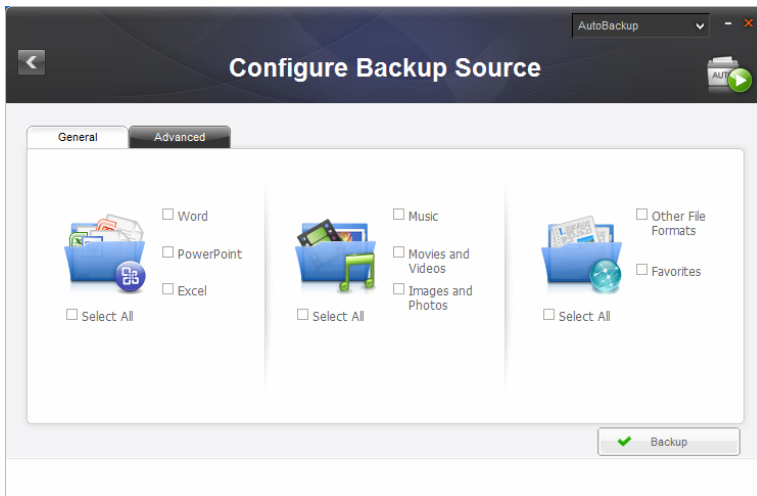 AutoBackup
Configure Backup Source
AUTO
General
Advanced
Word
PowerPoint
Excel
Select All
Music
Movies and
Videos
Images and
Photos
Select All
Other File
Formats
Favorites
Select All
Backup